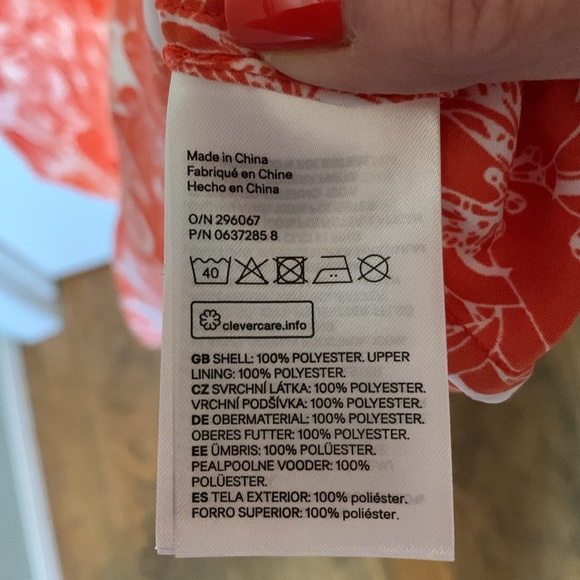 Made in China
Fabriqué en Chine
Hecho en China
O/N 296067
P/N 0637285 8
40
clevercare.info
GB SHELL: 100% POLYESTER. UPPER
LINING: 100% POLYESTER.
CZ SVRCHNÍ LÁTKA: 100% POLYESTER.
VRCHNÍ PODŠÍVKA: 100% POLYESTER.
DE OBERMATERIAL: 100% POLYESTER.
OBERES FUTTER: 100% POLYESTER.
EE ÜMBRIS: 100% POLÜESTER.
PEALPOOLNE VOODER: 100%
POLÜESTER.
ES TELA EXTERIOR: 100% poliéster.
FORRO SUPERIOR: 100% poliéster.